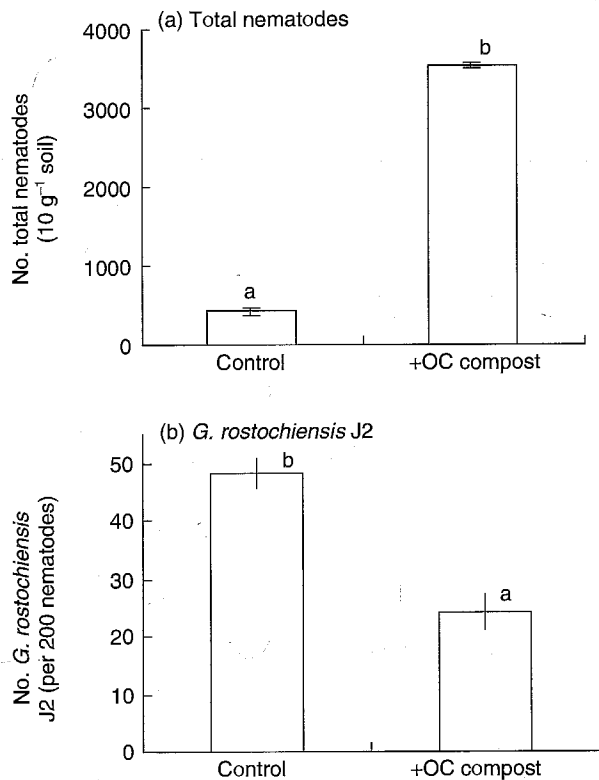 (a) Total nematodes
No. total nematodes
(10 g⁻¹ soil)
4000
3000
2000
1000
0
a
b
Control
+OC compost
(b) G. rostochiensis J2
No. G. rostochiensis
J2 (per 200 nematodes)
50
40
30
20
10
0
b
a
Control
+OC compost